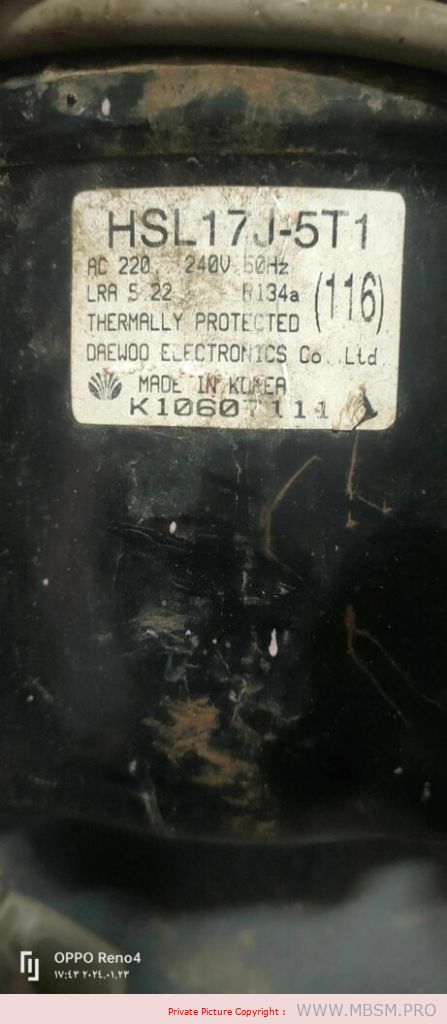 HSL17J-5T1
AC 220 240V 50Hz
LRA 5.22 R134a
(116)
THERMALLY PROTECTED
DAEWOO ELECTRONICS Co. Ltd.
MADE IN KOREA
K10607111
OPPO Reno4
١٧:٤٣ ٢٠٢٤.٠١.٢٣
Private Picture Copyright : WWW.MBSM.PRO